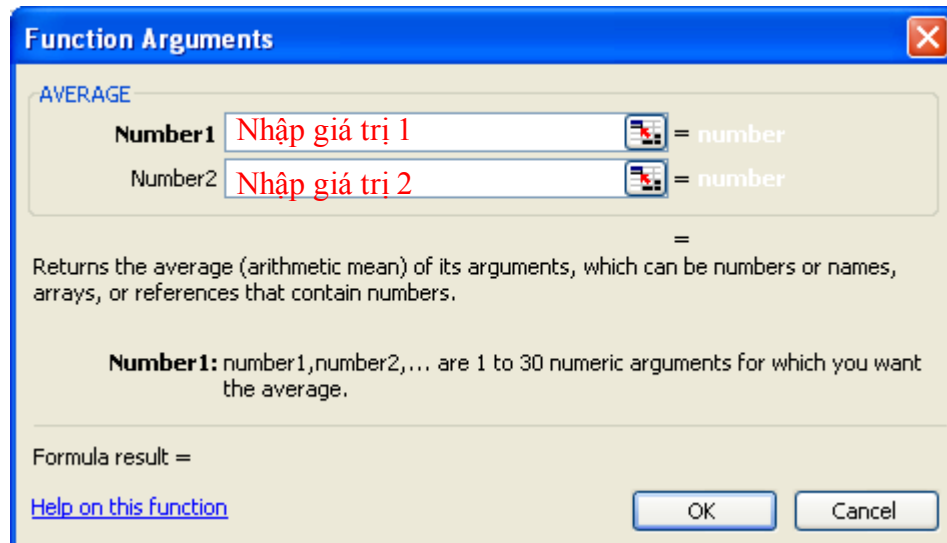 Function Arguments
AVERAGE
Number1 Nhập giá trị 1 = number
Number2 Nhập giá trị 2 = number
=
Returns the average (arithmetic mean) of its arguments, which can be numbers or names,
arrays, or references that contain numbers.
Number1: number1,number2,... are 1 to 30 numeric arguments for which you want
the average.
Formula result =
Help on this function OK Cancel